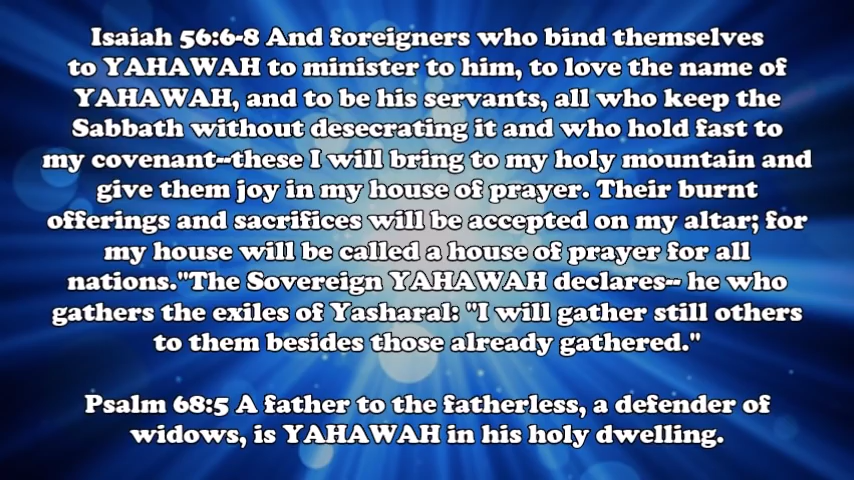 Isaiah 56:6-8 And foreigners who bind themselves
to YAHAWAH to minister to him, to love the name of
YAHAWAH, and to be his servants, all who keep the
Sabbath without desecrating it and who hold fast to
my covenant--these I will bring to my holy mountain and
give them joy in my house of prayer. Their burnt
offerings and sacrifices will be accepted on my altar; for
my house will be called a house of prayer for all
nations."The Sovereign YAHAWAH declares-- he who
gathers the exiles of Yasharal: "I will gather still others
to them besides those already gathered."
Psalm 68:5 A father to the fatherless, a defender of
widows, is YAHAWAH in his holy dwelling.